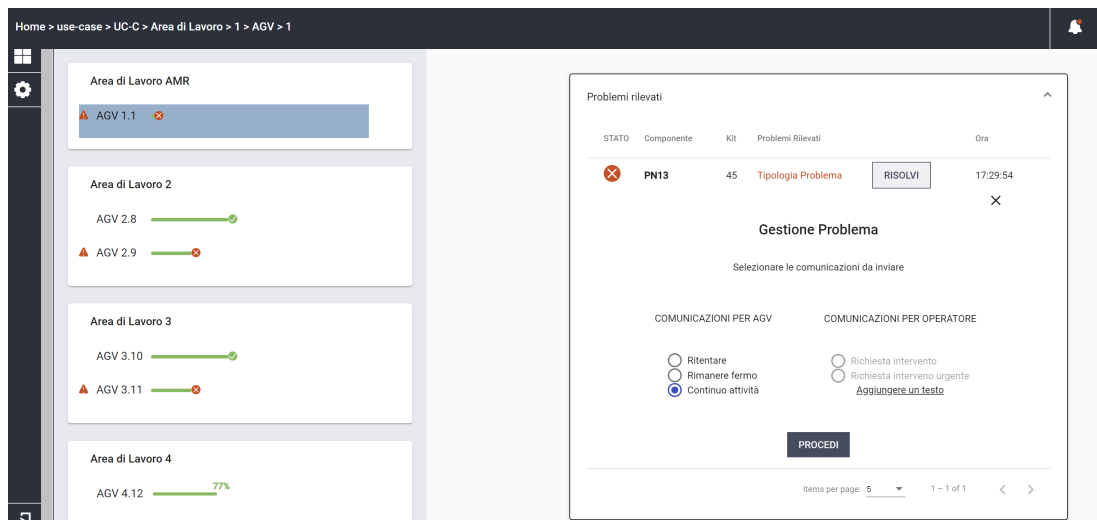 Home > use-case > UC-C > Area di Lavoro > 1 > AGV > 1
Area di Lavoro AMR
AGV 1.1
Area di Lavoro 2
AGV 2.8
AGV 2.9
Area di Lavoro 3
AGV 3.10
AGV 3.11
Area di Lavoro 4
AGV 4.12 77%
Problemi rilevati
STATO Componente Kit Problemi Rilevati Ora
PN13 45 Tipologia Problema RISOLVI 17:29:54
Gestione Problema
Selezionare le comunicazioni da inviare
COMUNICAZIONI PER AGV COMUNICAZIONI PER OPERATORE
Ritentare Richiesta intervento
Rimanere fermo Richiesta interveno urgente
Continuo attività Aggiungere un testo
PROCEDI
Items per page: 5 1 – 1 of 1